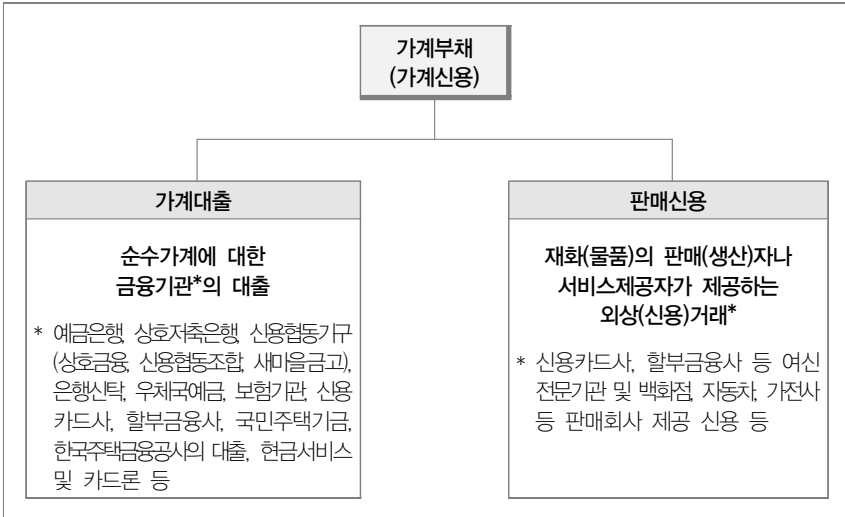 가계부채
(가계신용)
가계대출
순수가계에 대한
금융기관*의 대출
* 예금은행, 상호저축은행, 신용협동기구
(상호금융, 신용협동조합, 새마을금고),
은행신탁, 우체국예금, 보험기관, 신용
카드사, 할부금융사, 국민주택기금,
한국주택금융공사의 대출, 현금서비스
및 카드론 등
판매신용
재화(물품)의 판매(생산)자나
서비스제공자가 제공하는
외상(신용)거래*
* 신용카드사, 할부금융사 등 여신
전문기관 및 백화점, 자동차, 가전사
등 판매회사 제공 신용 등